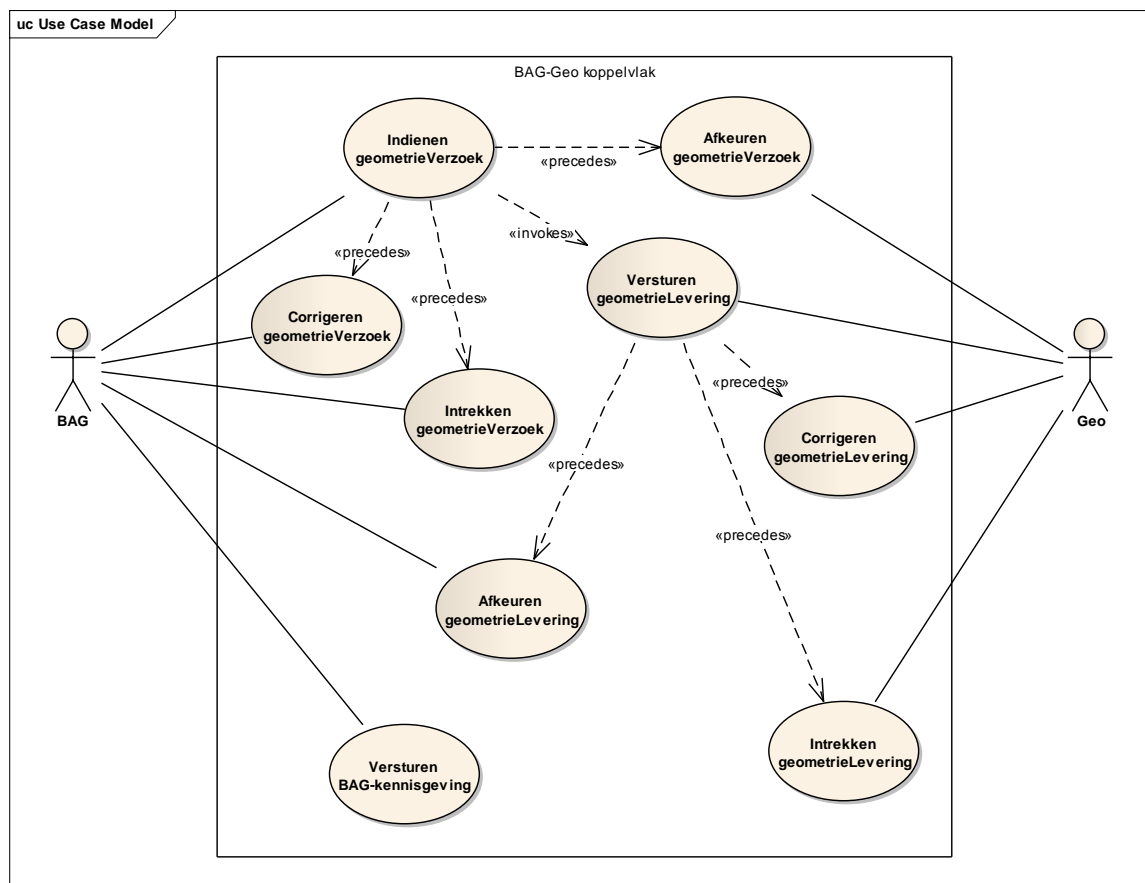 uc Use Case Model
BAG-Geo koppelvlak
Indienen
geometrieVerzoek
Afkeuren
geometrieVerzoek
«precedes»
«invokes»
«precedes»
Versturen
geometrieLevering
«precedes»
Corrigeren
geometrieVerzoek
BAG
Geo
Intrekken
geometrieVerzoek
«precedes»
Corrigeren
geometrieLevering
«precedes»
«precedes»
Afkeuren
geometrieLevering
Versturen
BAG-kennisgeving
Intrekken
geometrieLevering